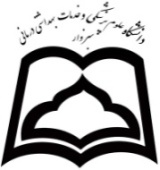 دانشگاه علوم پزشکی و خدمات بهداشتی درمانی
سبزوار